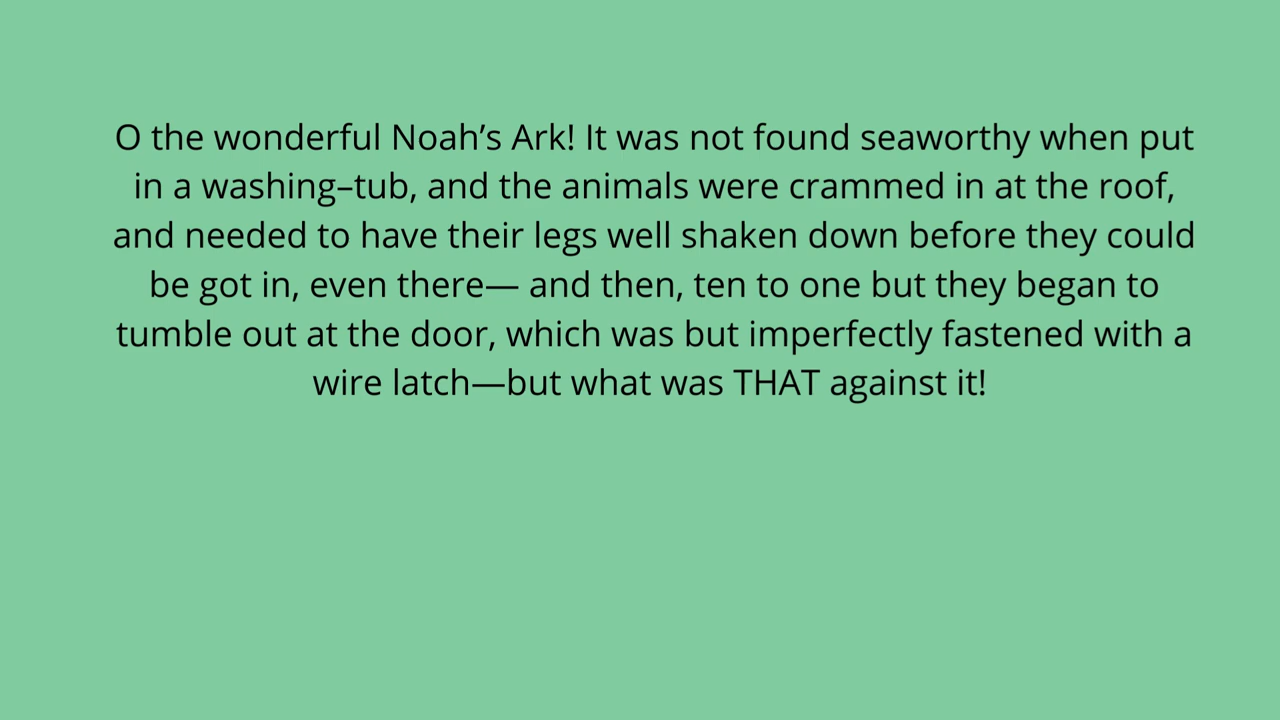 O the wonderful Noah’s Ark! It was not found seaworthy when put
in a washing–tub, and the animals were crammed in at the roof,
and needed to have their legs well shaken down before they could
be got in, even there— and then, ten to one but they began to
tumble out at the door, which was but imperfectly fastened with a
wire latch—but what was THAT against it!